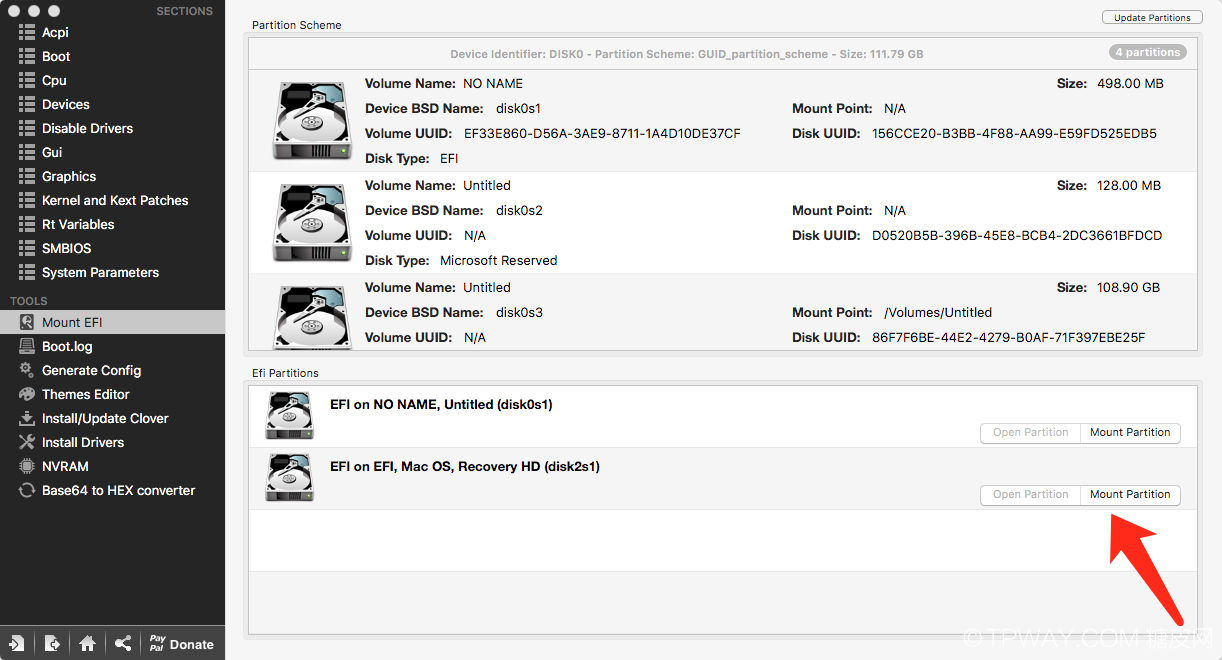 SECTIONS
Acpi
Boot
Cpu
Devices
Disable Drivers
Gui
Graphics
Kernel and Kext Patches
Rt Variables
SMBIOS
System Parameters
TOOLS
Mount EFI
Boot.log
Generate Config
Themes Editor
Install/Update Clover
Install Drivers
NVRAM
Base64 to HEX converter
Pay
Pal
Donate
Partition Scheme
Update Partitions
Device Identifier: DISK0 - Partition Scheme: GUID_partition_scheme - Size: 111.79 GB
4 partitions
Volume Name: NO NAME Size: 498.00 MB
Device BSD Name: disk0s1 Mount Point: N/A
Volume UUID: EF33E860-D56A-3AE9-8711-1A4D10DE37CF Disk UUID: 156CCE20-B3BB-4F88-AA99-E59FD525EDB5
Disk Type: EFI
Volume Name: Untitled Size: 128.00 MB
Device BSD Name: disk0s2 Mount Point: N/A
Volume UUID: N/A Disk UUID: D0520B5B-396B-45E8-BCB4-2DC3661BFDCD
Disk Type: Microsoft Reserved
Volume Name: Untitled Size: 108.90 GB
Device BSD Name: disk0s3 Mount Point: /Volumes/Untitled
Volume UUID: N/A Disk UUID: 86F7F6BE-44E2-4279-B0AF-71F397EBE25F
Efi Partitions
EFI on NO NAME, Untitled (disk0s1)
Open Partition Mount Partition
EFI on EFI, Mac OS, Recovery HD (disk2s1)
Open Partition Mount Partition
©TPWAY.COM 糖皮网